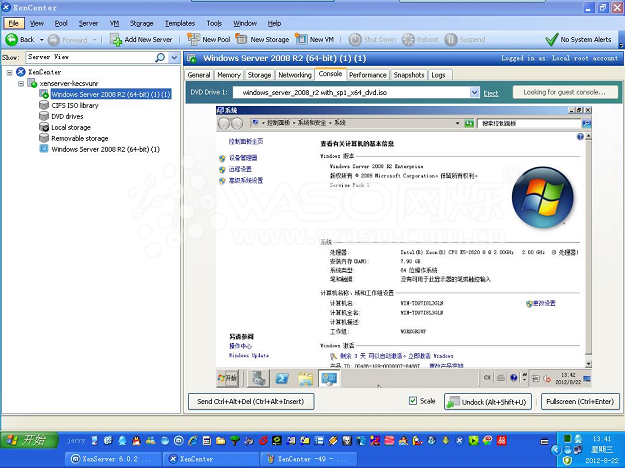 XenCenter
File View Pool Server VM Storage Templates Tools Window Help
Back Forward Add New Server New Pool New Storage New VM Shut Down Reboot Suspend No System Alerts
Show: Server View
Windows Server 2008 R2 (64-bit) (1) (1) Logged in as: Local root account
XenCenter
xenserver-kecsvunr
Windows Server 2008 R2 (64-bit) (1) (1)
CIFS ISO library
DVD drives
Local storage
Removable storage
Windows Server 2008 R2 (64-bit) (1)
General Memory Storage Networking Console Performance Snapshots Logs
DVD Drive 1: windows_server_2008_r2 with_sp1_x64_dvd.iso Eject Looking for guest console...
系统
控制面板 系统和安全 系统 搜索控制面板
控制面板主页
设备管理器
远程设置
高级系统设置
查看有关计算机的基本信息
Windows 版本
Windows Server 2008 R2 Enterprise
版权所有 © 2009 Microsoft Corporation。保留所有权利。
Service Pack 1
系统
处理器: Intel(R) Xeon(R) CPU E5-2620 0 @ 2.00GHz 2.00 GHz
安装内存(RAM): 7.90 GB
系统类型: 64 位操作系统
笔和触摸: 没有可用于此显示器的笔或触控输入
计算机名称、域和工作组设置
计算机名: 更改设置
计算机全名:
计算机描述:
工作组: WORKGROUP
Windows 激活
剩余 3 天 可以自动激活。立即激活 Windows
另请参阅
操作中心
Windows Update
开始 CH 13:42
2012/8/22
Send Ctrl+Alt+Del (Ctrl+Alt+Insert) Scale Undock (Alt+Shift+U) Fullscreen (Ctrl+Enter)
开始 jerry 13:41
星期三
2012-8-22
XenServer 6.0.2 ... XenCenter XenCenter -49 - ...